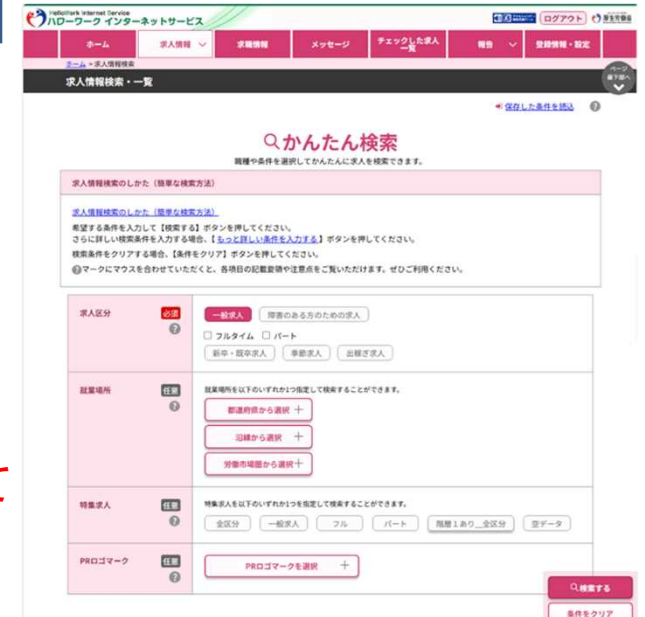 HelloWork Internet Service
ハローワーク インターネットサービス
ログアウト
厚生労働省
ホーム
求人情報
求職情報
メッセージ
チェックした求人一覧
報告
登録情報・設定
ホーム > 求人情報検索
求人情報検索・一覧
ページ最下部へ
保存した条件を読込
かんたん検索
職種や条件を選択してかんたんに求人を検索できます。
求人情報検索のしかた（簡単な検索方法）
求人情報検索のしかた（簡単な検索方法）
希望する条件を入力して【検索する】ボタンを押してください。
さらに詳しい検索条件を入力する場合、【もっと詳しい条件を入力する】ボタンを押してください。
検索条件をクリアする場合、【条件をクリア】ボタンを押してください。
?マークにマウスを合わせていただくと、各項目の記載要領や注意点をご覧いただけます。ぜひご利用ください。
求人区分
必須
一般求人
障害のある方のための求人
フルタイム
パート
新卒・既卒求人
季節求人
出稼ぎ求人
就業場所
任意
就業場所を以下のいずれか1つ指定して検索することができます。
都道府県から選択 ＋
沿線から選択 ＋
労働市場圏から選択 ＋
て
特集求人
任意
特集求人を以下のいずれか1つを指定して検索することができます。
全区分
一般求人
フル
パート
階層１あり__全区分
空データ
PRロゴマーク
任意
PRロゴマークを選択 ＋
検索する
条件をクリア